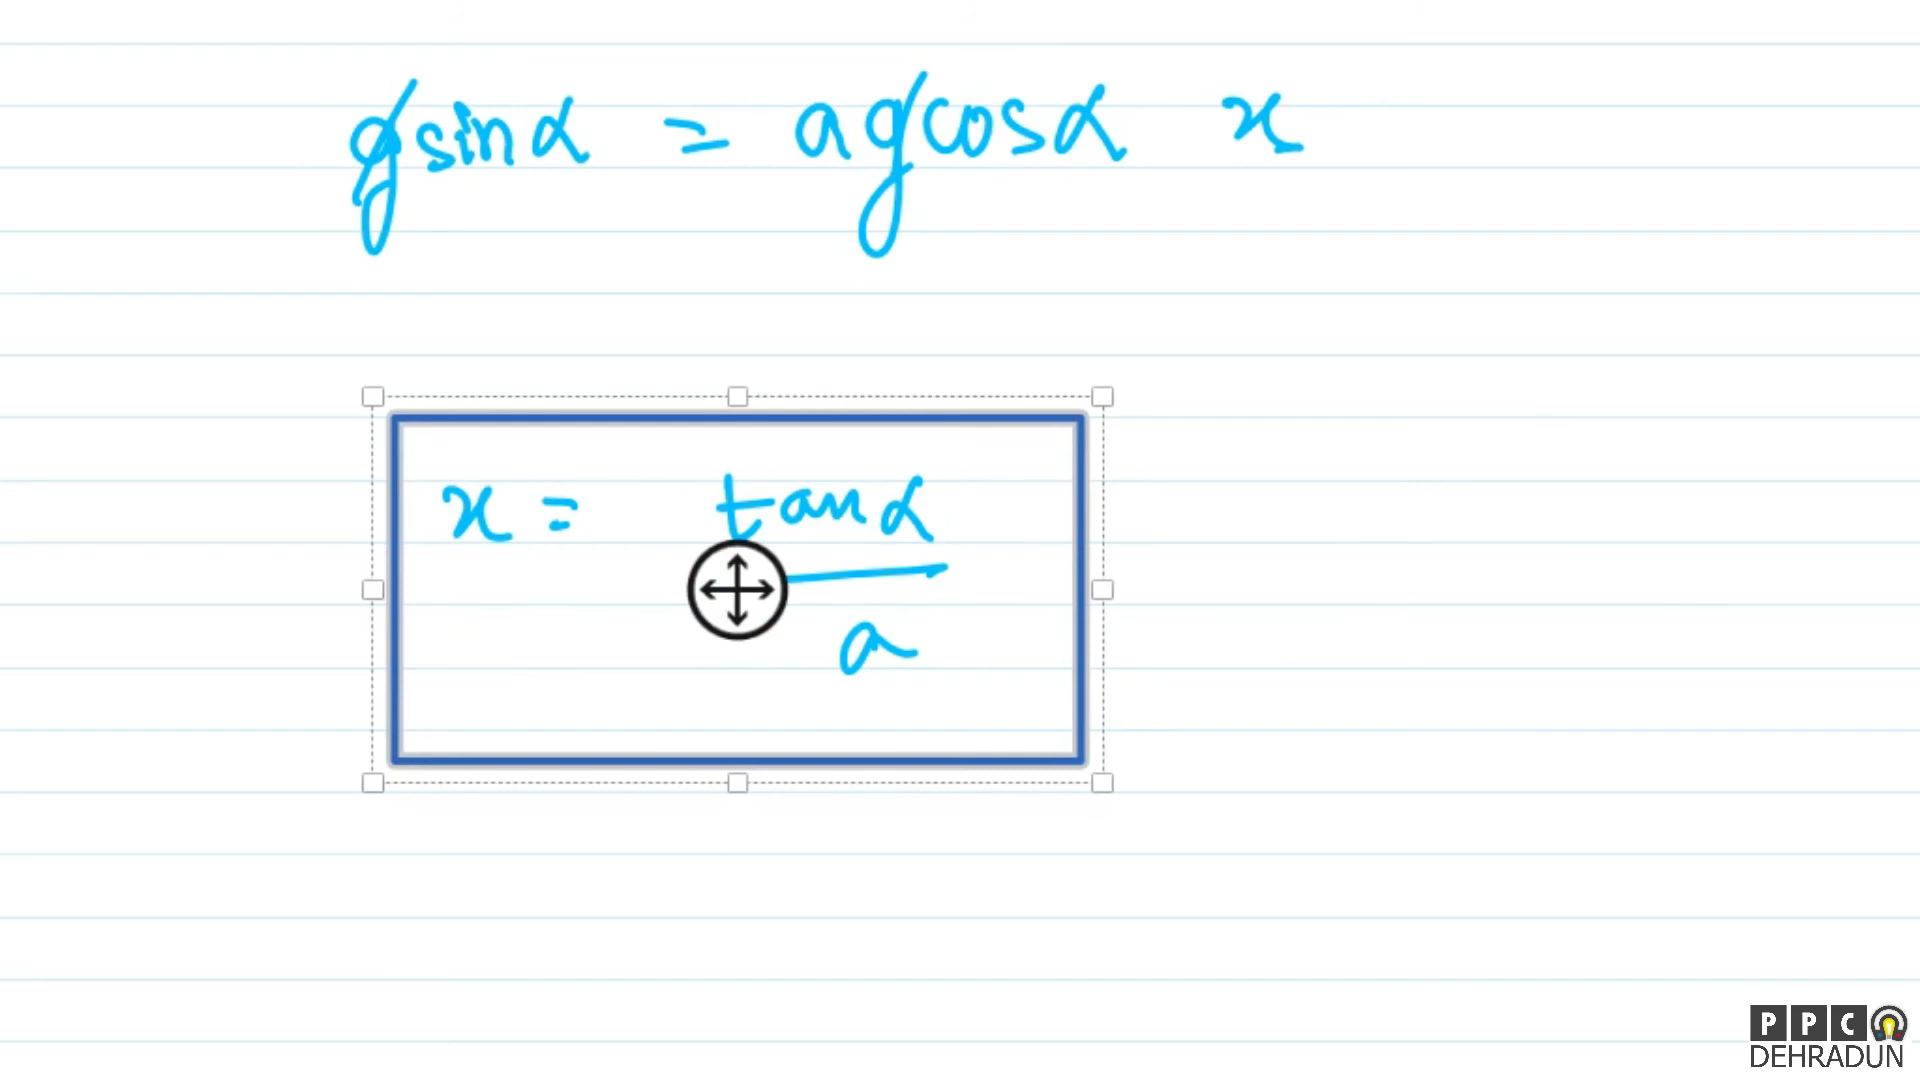 g sin α = a g cos α x
x = tan α
a
PPC
DEHRADUN